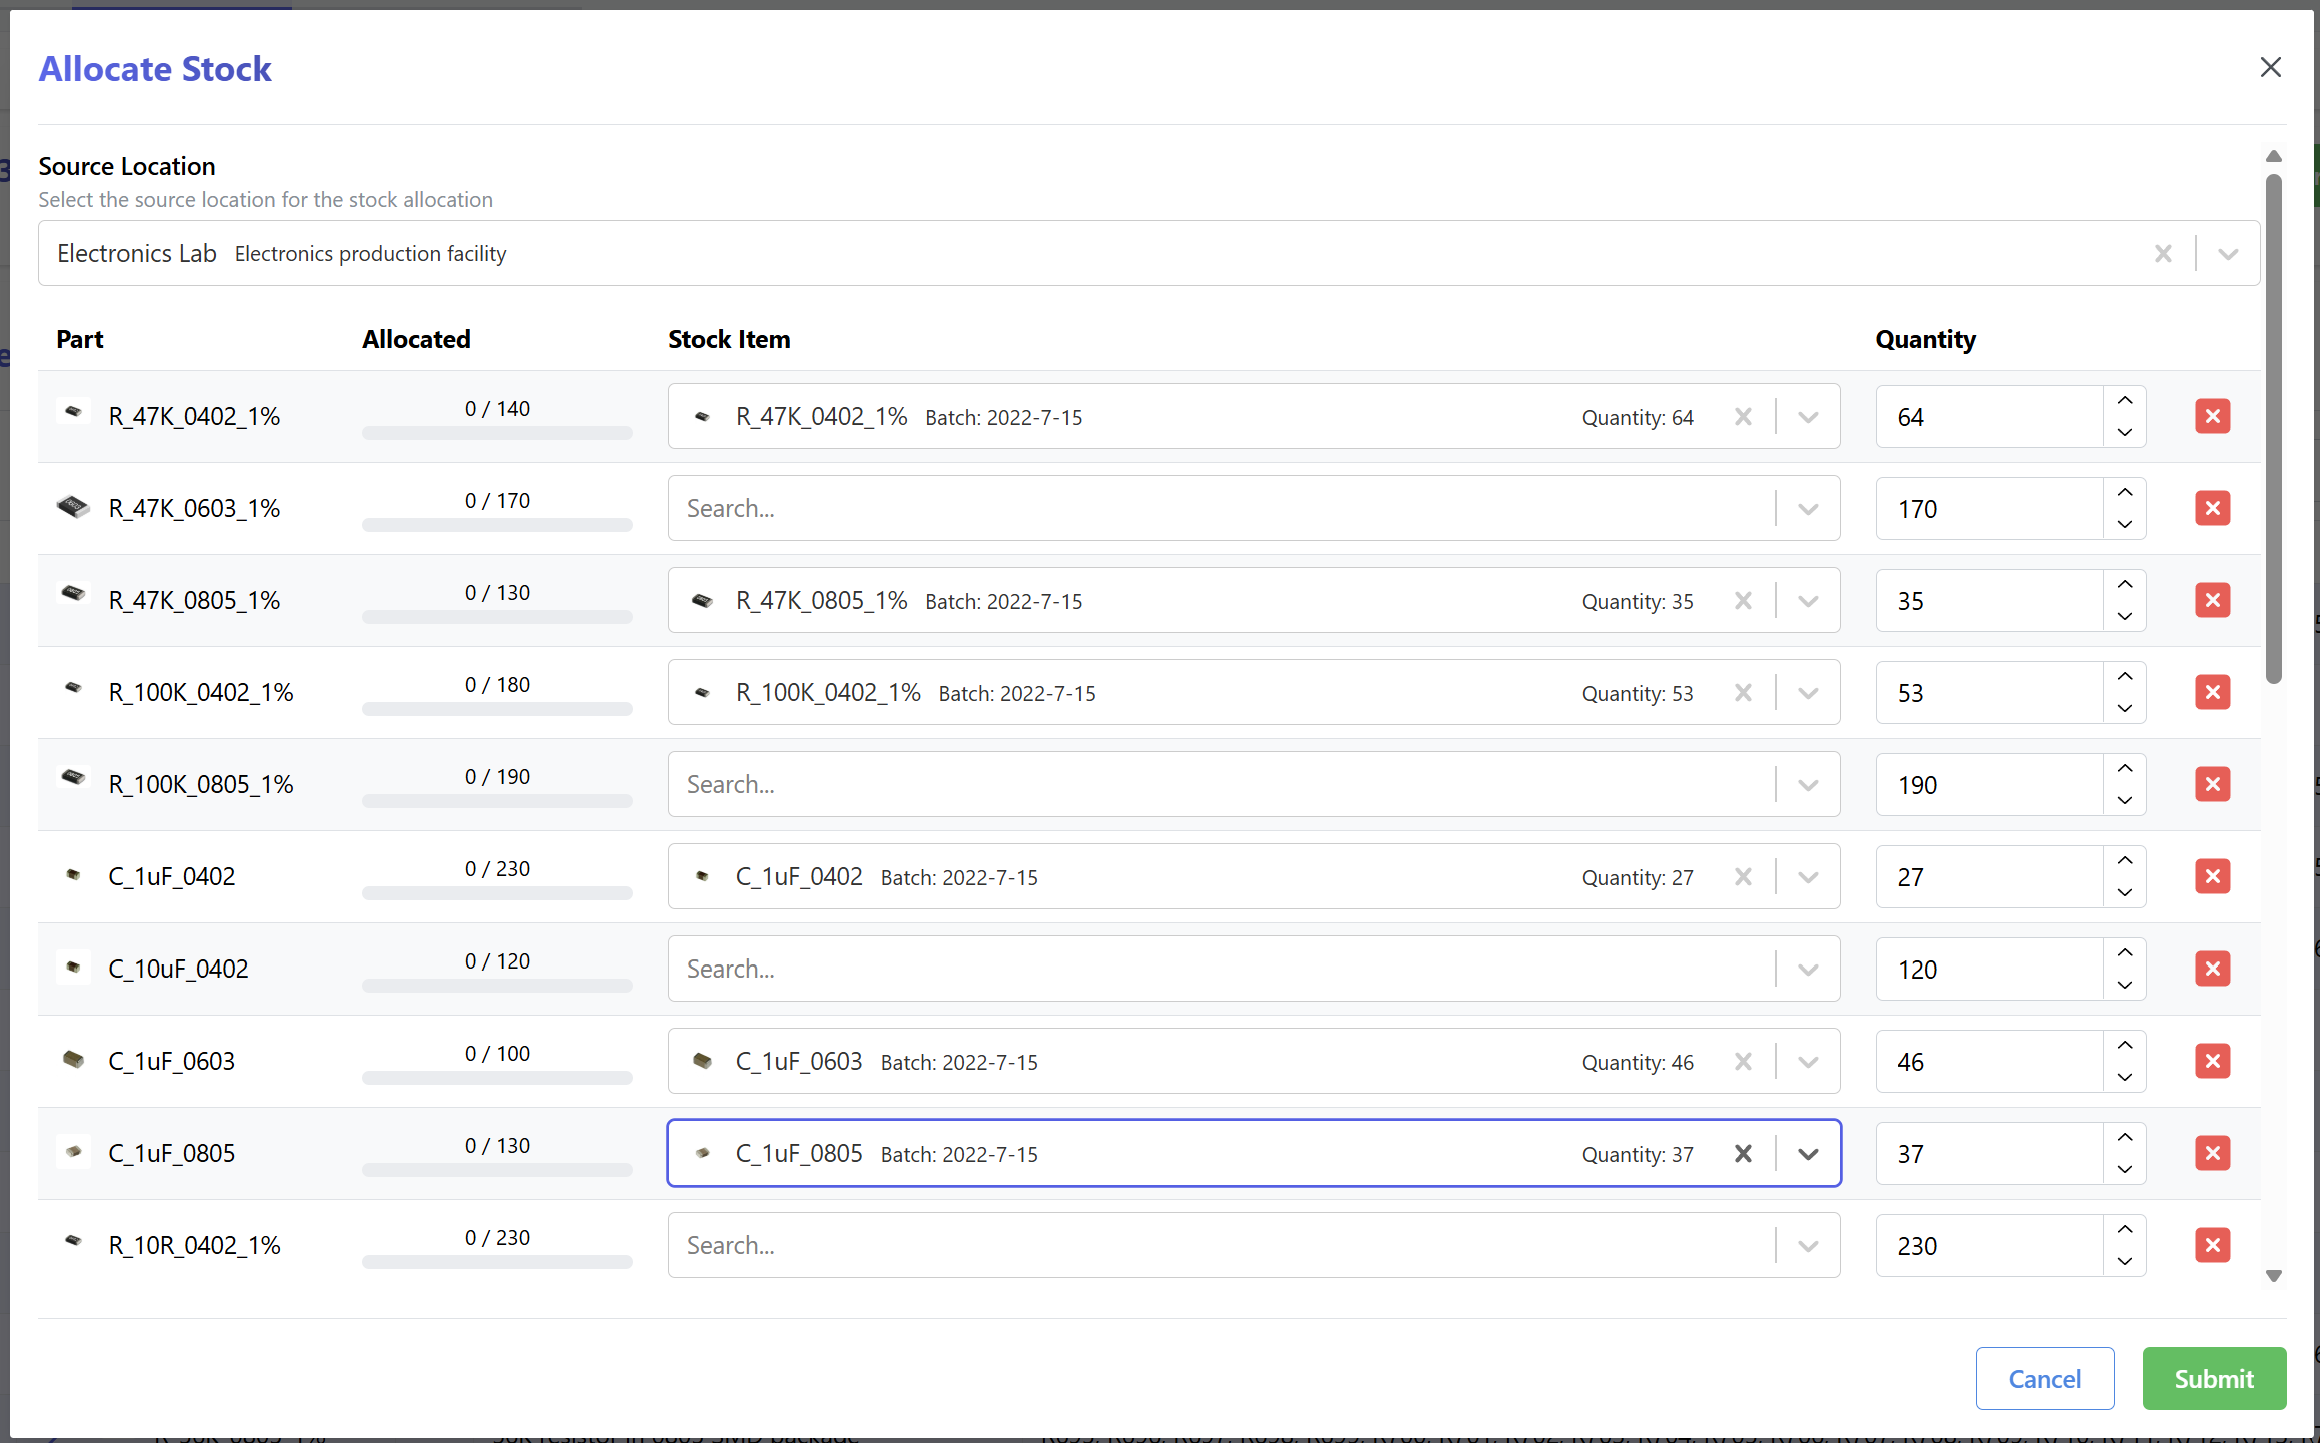 Allocate Stock
Source Location
Select the source location for the stock allocation
Electronics Lab Electronics production facility
Part Allocated Stock Item Quantity
R_47K_0402_1% 0 / 140 R_47K_0402_1% Batch: 2022-7-15 Quantity: 64 64
R_47K_0603_1% 0 / 170 Search... 170
R_47K_0805_1% 0 / 130 R_47K_0805_1% Batch: 2022-7-15 Quantity: 35 35
R_100K_0402_1% 0 / 180 R_100K_0402_1% Batch: 2022-7-15 Quantity: 53 53
R_100K_0805_1% 0 / 190 Search... 190
C_1uF_0402 0 / 230 C_1uF_0402 Batch: 2022-7-15 Quantity: 27 27
C_10uF_0402 0 / 120 Search... 120
C_1uF_0603 0 / 100 C_1uF_0603 Batch: 2022-7-15 Quantity: 46 46
C_1uF_0805 0 / 130 C_1uF_0805 Batch: 2022-7-15 Quantity: 37 37
R_10R_0402_1% 0 / 230 Search... 230
Cancel Submit